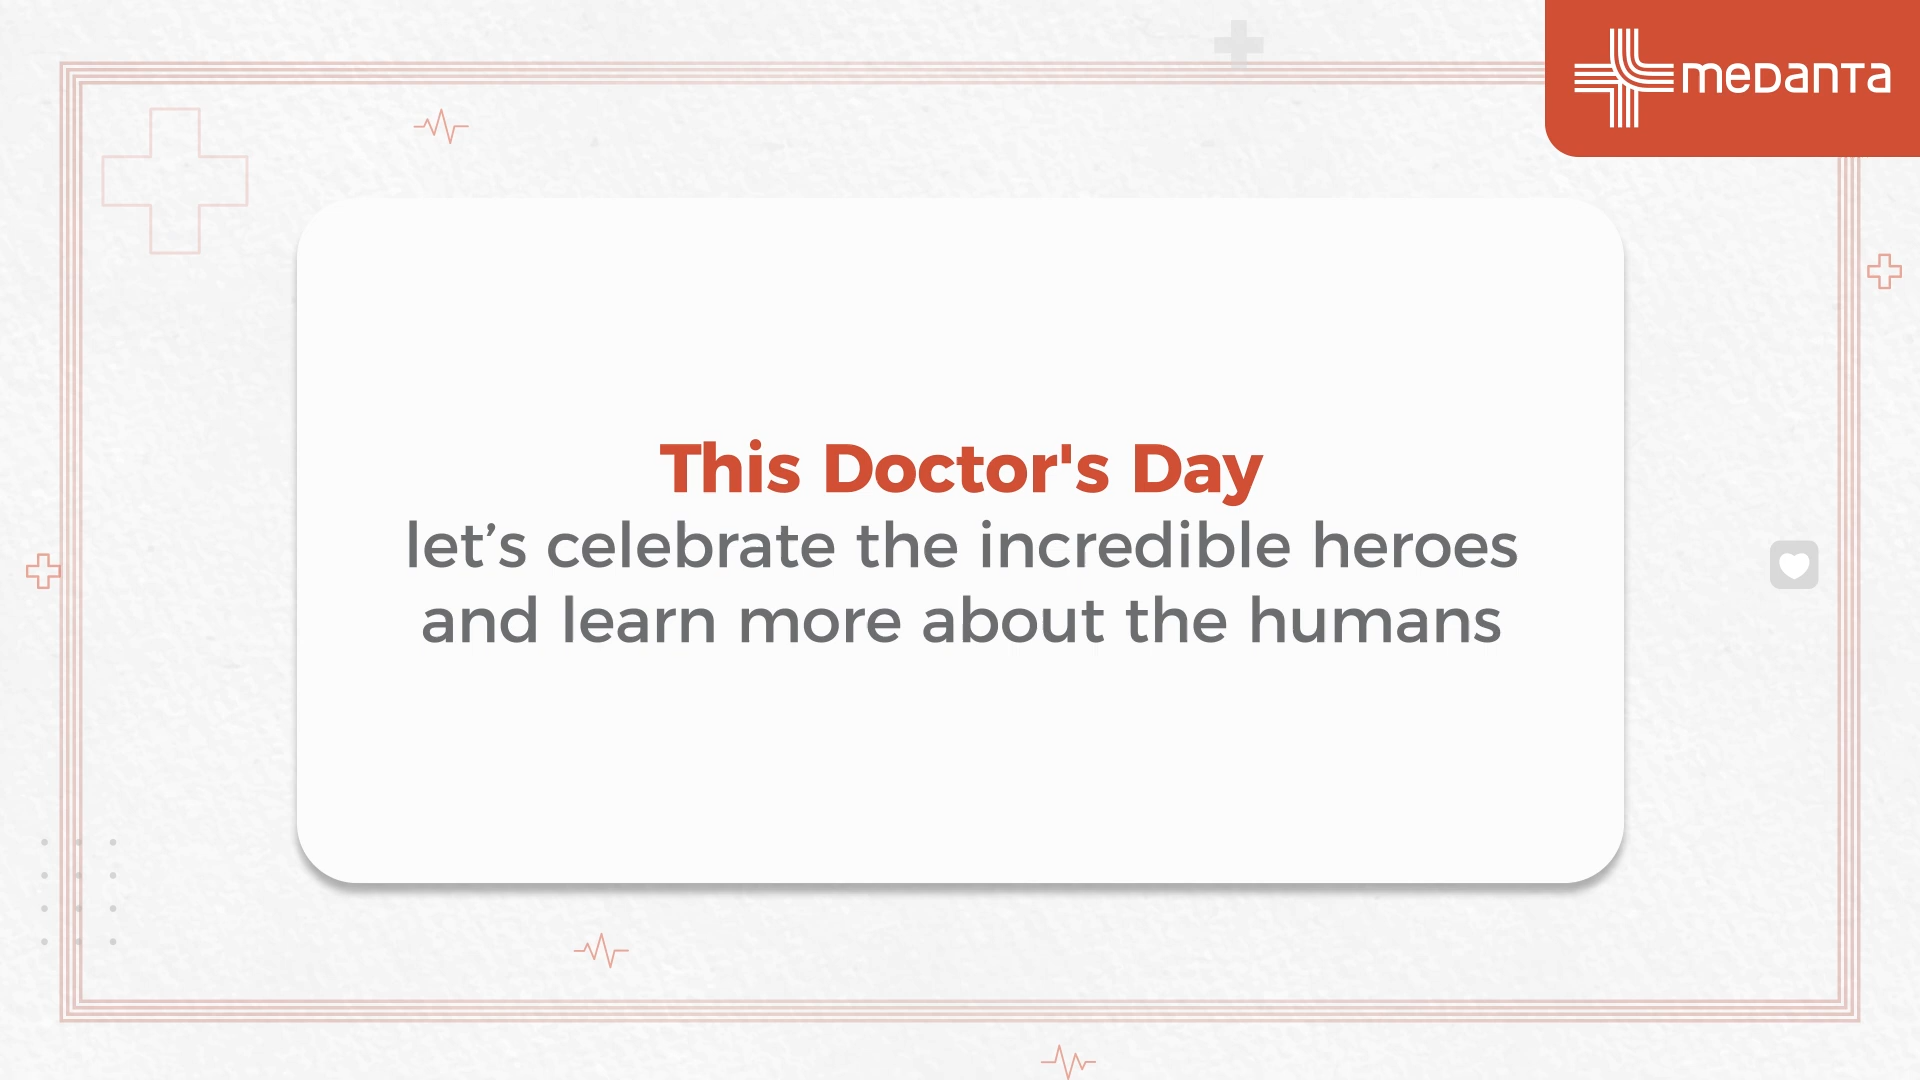 medanta
This Doctor's Day
let’s celebrate the incredible heroes
and learn more about the humans